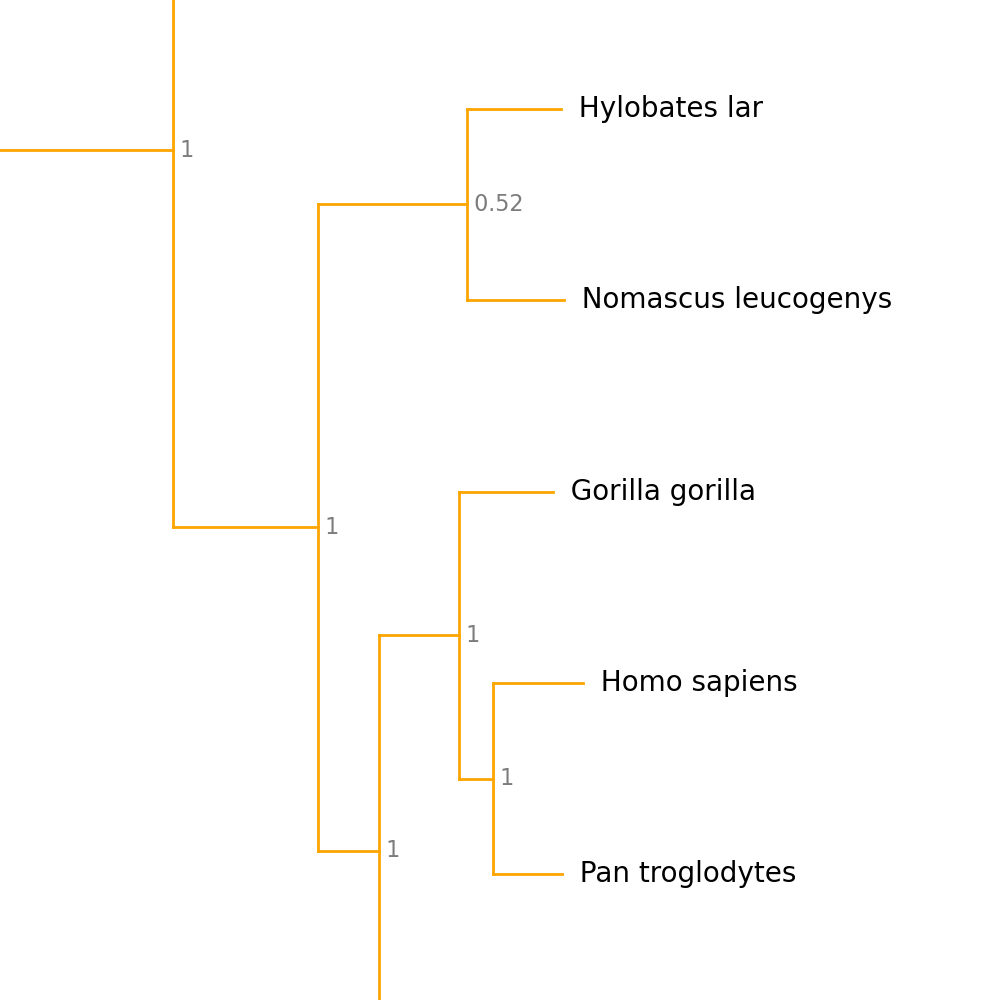 Hylobates lar
1
0.52
Nomascus leucogenys
Gorilla gorilla
1
1
Homo sapiens
1
1
Pan troglodytes